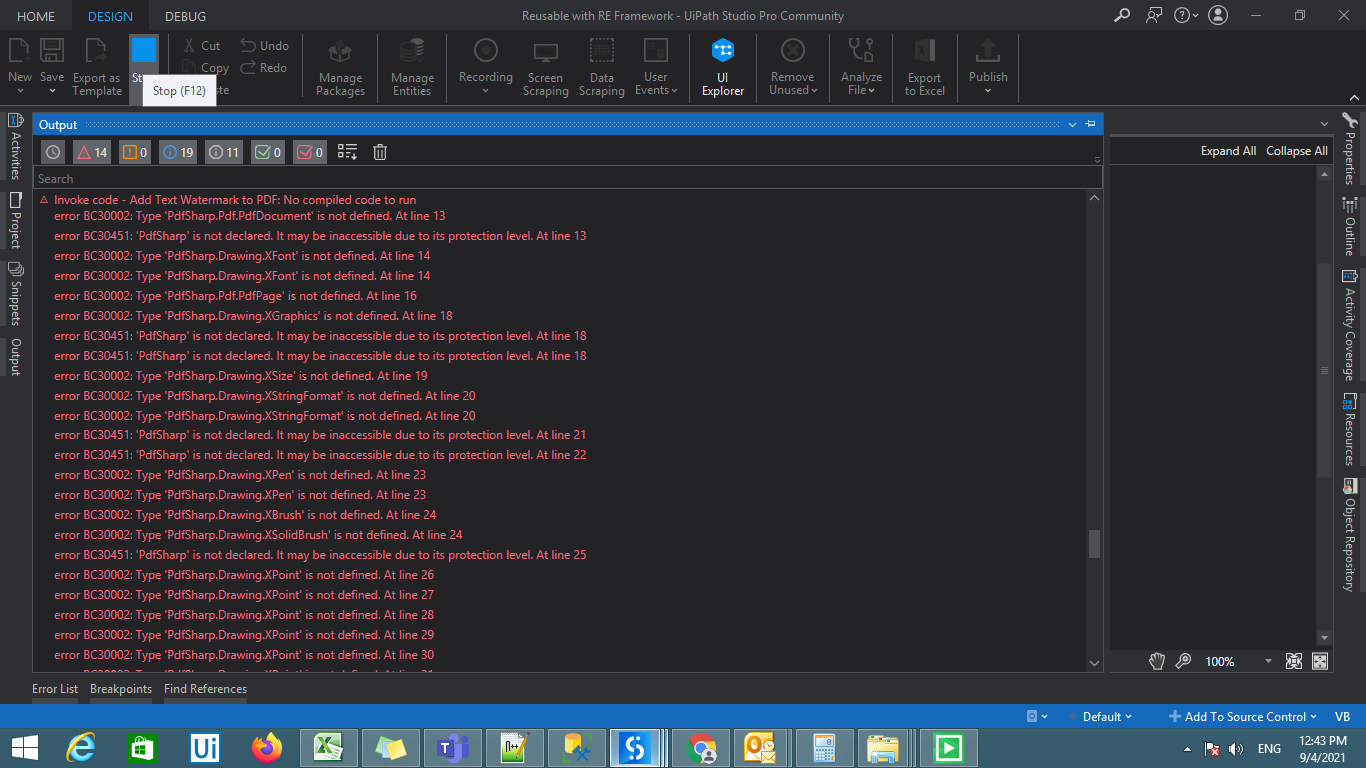 HOME DESIGN DEBUG Reusable with RE Framework - UiPath Studio Pro Community
New Save Export as Template St Cut Copy ste Undo Redo Manage Packages Manage Entities Recording Screen Scraping Data Scraping User Events UI Explorer Remove Unused Analyze File Export to Excel Publish
Stop (F12)
Activities
Project
Snippets
Output
Output
14 0 19 11 0 0
Search
Invoke code - Add Text Watermark to PDF: No compiled code to run
error BC30002: Type 'PdfSharp.Pdf.PdfDocument' is not defined. At line 13
error BC30451: 'PdfSharp' is not declared. It may be inaccessible due to its protection level. At line 13
error BC30002: Type 'PdfSharp.Drawing.XFont' is not defined. At line 14
error BC30002: Type 'PdfSharp.Drawing.XFont' is not defined. At line 14
error BC30002: Type 'PdfSharp.Pdf.PdfPage' is not defined. At line 16
error BC30002: Type 'PdfSharp.Drawing.XGraphics' is not defined. At line 18
error BC30451: 'PdfSharp' is not declared. It may be inaccessible due to its protection level. At line 18
error BC30451: 'PdfSharp' is not declared. It may be inaccessible due to its protection level. At line 18
error BC30002: Type 'PdfSharp.Drawing.XSize' is not defined. At line 19
error BC30002: Type 'PdfSharp.Drawing.XStringFormat' is not defined. At line 20
error BC30002: Type 'PdfSharp.Drawing.XStringFormat' is not defined. At line 20
error BC30451: 'PdfSharp' is not declared. It may be inaccessible due to its protection level. At line 21
error BC30451: 'PdfSharp' is not declared. It may be inaccessible due to its protection level. At line 22
error BC30002: Type 'PdfSharp.Drawing.XPen' is not defined. At line 23
error BC30002: Type 'PdfSharp.Drawing.XPen' is not defined. At line 23
error BC30002: Type 'PdfSharp.Drawing.XBrush' is not defined. At line 24
error BC30002: Type 'PdfSharp.Drawing.XSolidBrush' is not defined. At line 24
error BC30451: 'PdfSharp' is not declared. It may be inaccessible due to its protection level. At line 25
error BC30002: Type 'PdfSharp.Drawing.XPoint' is not defined. At line 26
error BC30002: Type 'PdfSharp.Drawing.XPoint' is not defined. At line 27
error BC30002: Type 'PdfSharp.Drawing.XPoint' is not defined. At line 28
error BC30002: Type 'PdfSharp.Drawing.XPoint' is not defined. At line 29
error BC30002: Type 'PdfSharp.Drawing.XPoint' is not defined. At line 30
Expand All Collapse All
100%
Properties
Outline
Activity Coverage
Resources
Object Repository
Error List Breakpoints Find References
Default Add To Source Control VB
Ui ENG 12:43 PM
9/4/2021